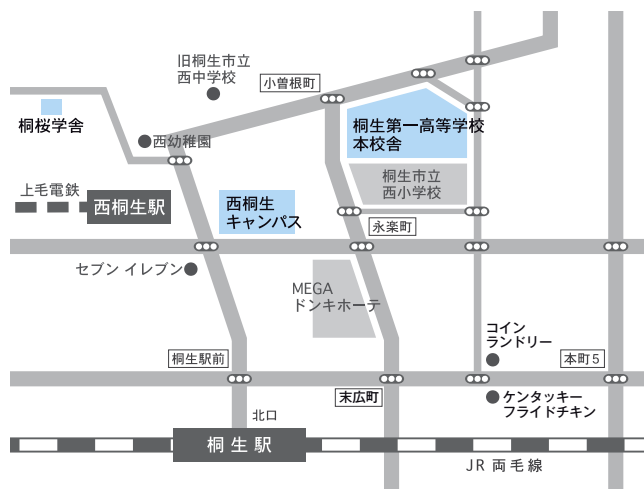 旧桐生市立
西中学校
小曽根町
桐桜学舎
西幼稚園
桐生第一高等学校
本校舎
桐生市立
西小学校
上毛電鉄
西桐生駅
西桐生
キャンパス
永楽町
セブン イレブン
MEGA
ドンキホーテ
コイン
ランドリー
桐生駅前
本町5
末広町
ケンタッキー
フライドチキン
北口
桐生駅
JR 両毛線